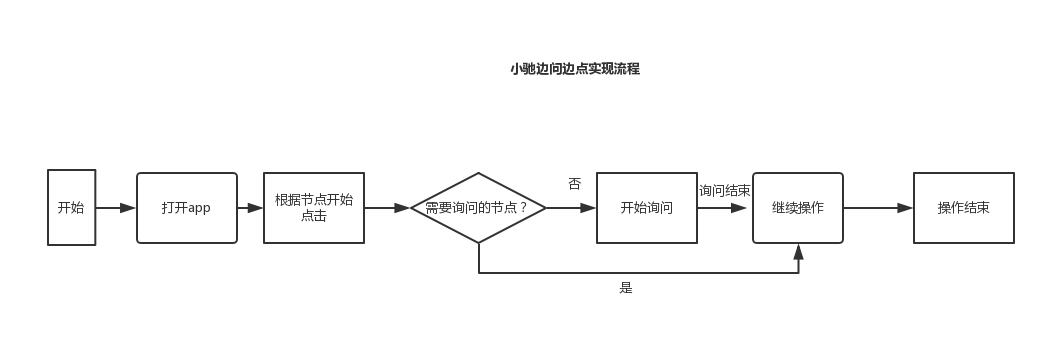 小驰边问边点实现流程
开始
打开app
根据节点开始
点击
需要询问的节点？
否
开始询问
询问结束
继续操作
操作结束
是